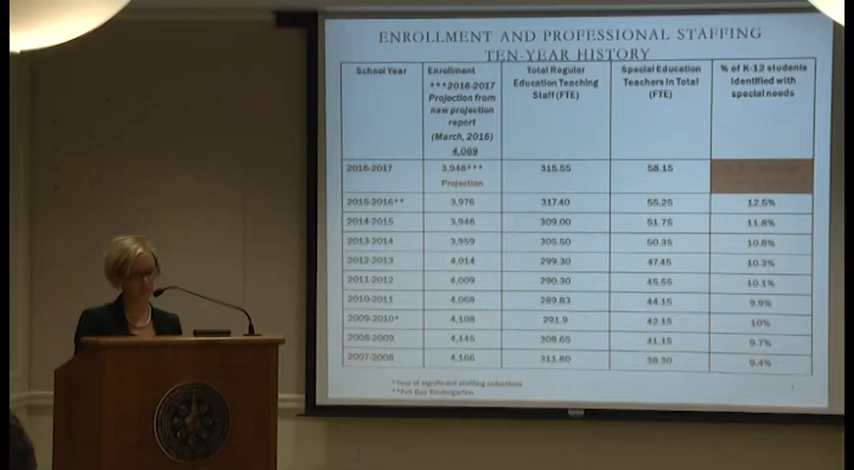 ENROLLMENT AND PROFESSIONAL STAFFING
TEN-YEAR HISTORY
School Year Enrollment ***2016-2017 Projection from new projection report (March, 2016) 4,069 Total Regular Education Teaching Staff (FTE) Special Education Teachers in Total (FTE) % of K-12 students identified with special needs
2016-2017 3,948*** Projection 315.55 58.15
2015-2016** 3,976 317.40 55.25 12.5%
2014-2015 3,946 309.00 51.75 11.8%
2013-2014 3,959 305.50 50.35 10.8%
2012-2013 4,014 299.30 47.45 10.3%
2011-2012 4,009 290.30 45.55 10.1%
2010-2011 4,068 289.83 44.15 9.9%
2009-2010* 4,108 291.9 42.15 10%
2008-2009 4,145 308.65 41.15 9.7%
2007-2008 4,166 311.80 38.30 9.4%
*Year of significant staffing reductions
**Full Day Kindergarten